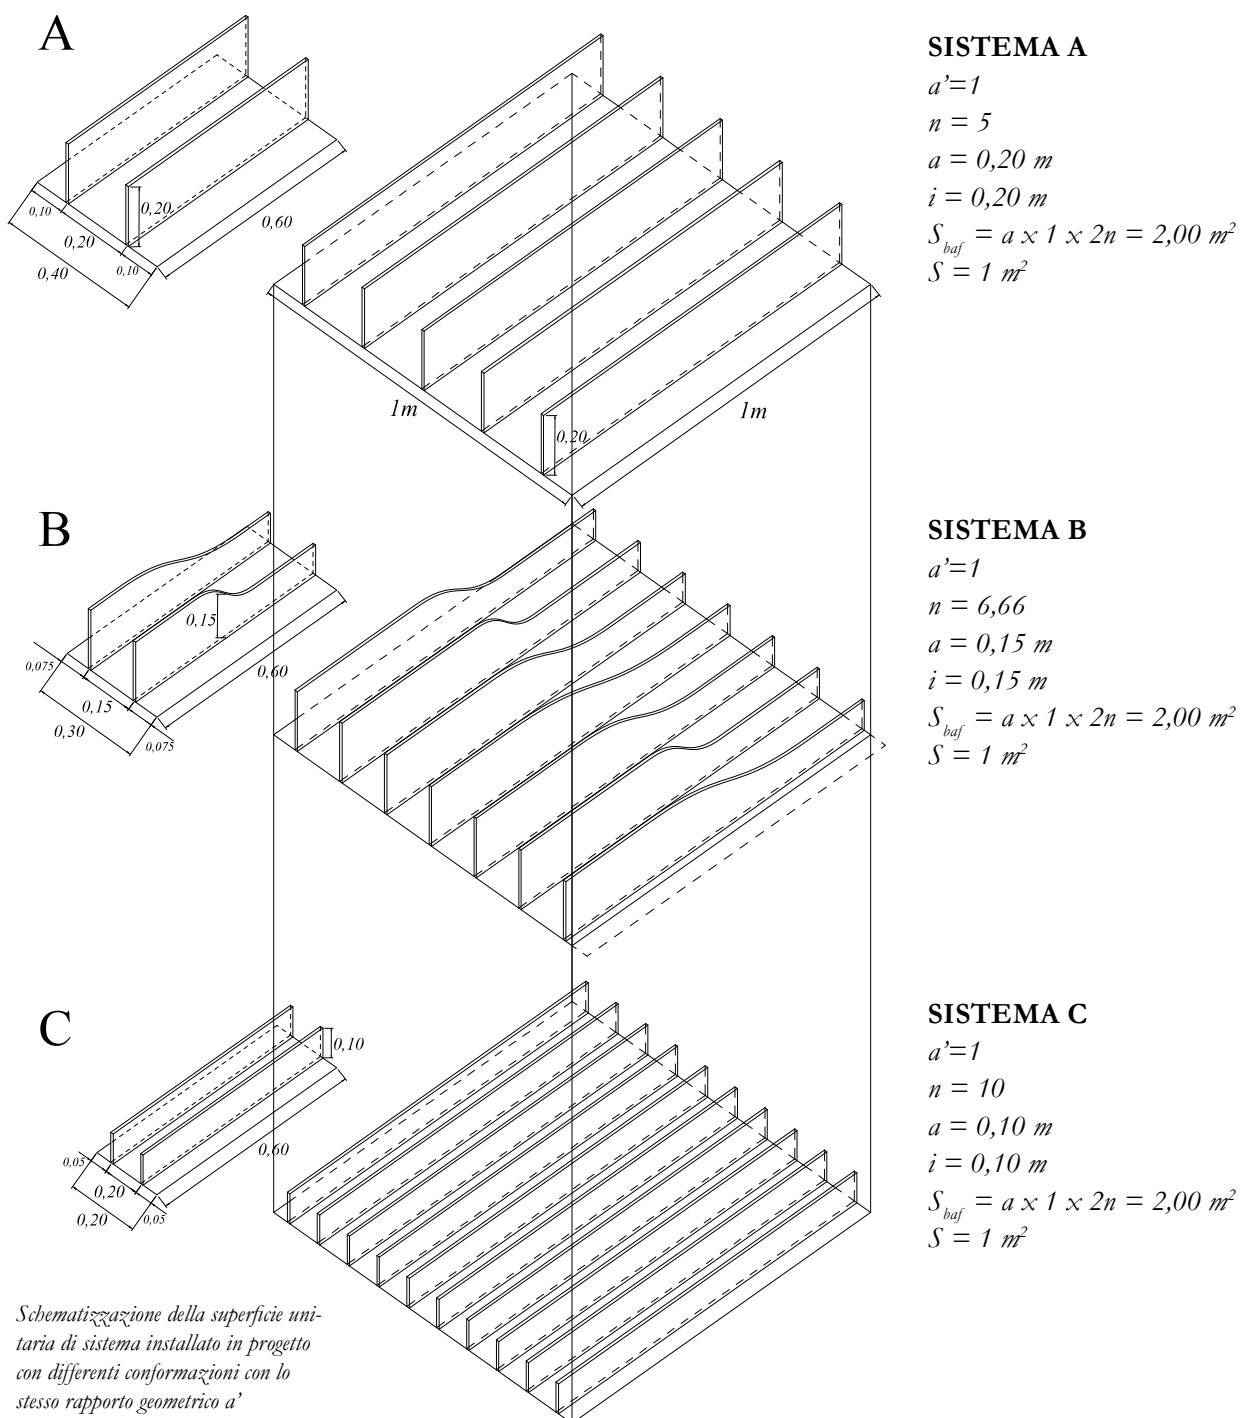 A
0,10
0,20
0,10
0,40
0,20
0,60
1m
0,20
1m
SISTEMA A
a’=1
n = 5
a = 0,20 m
i = 0,20 m
S_baf = a x 1 x 2n = 2,00 m²
S = 1 m²
B
0,075
0,15
0,30
0,075
0,15
0,60
SISTEMA B
a’=1
n = 6,66
a = 0,15 m
i = 0,15 m
S_baf = a x 1 x 2n = 2,00 m²
S = 1 m²
C
0,05
0,20
0,20
0,05
0,10
0,60
SISTEMA C
a’=1
n = 10
a = 0,10 m
i = 0,10 m
S_baf = a x 1 x 2n = 2,00 m²
S = 1 m²
Schematizzazione della superficie uni-
taria di sistema installato in progetto
con differenti conformazioni con lo
stesso rapporto geometrico a’